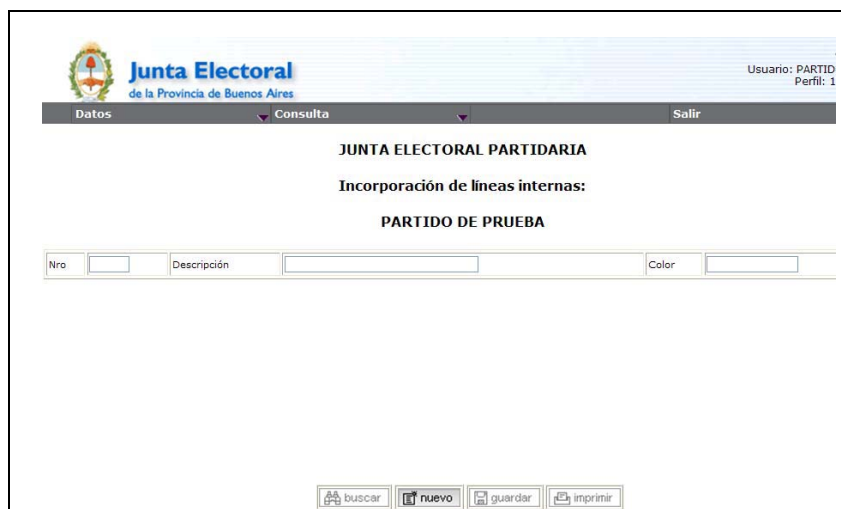 Junta Electoral
de la Provincia de Buenos Aires
Usuario: PARTID
Perfil: 1
Datos Consulta Salir
JUNTA ELECTORAL PARTIDARIA
Incorporación de líneas internas:
PARTIDO DE PRUEBA
Nro Descripción Color
buscar nuevo guardar imprimir